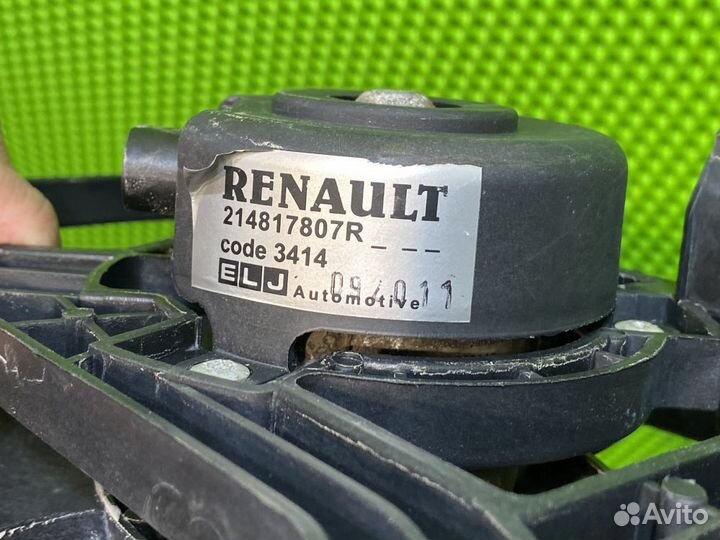 RENAULT
214817807R - - -
code 3414
ELJ Automotive
Avito